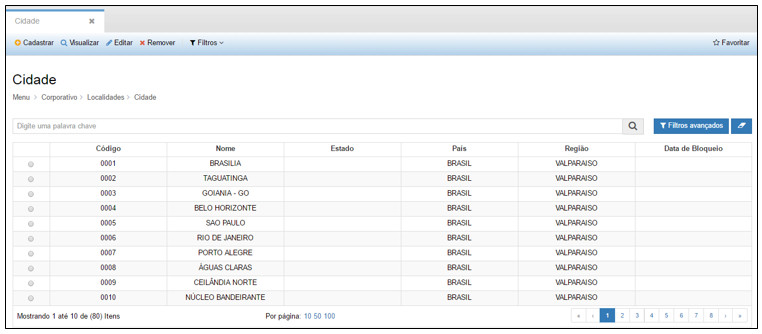 Cidade ×
Cadastrar Visualizar Editar Remover Filtros Favoritar
Cidade
Menu > Corporativo > Localidades > Cidade
Digite uma palavra chave Filtros avançados
Código Nome Estado País Região Data de Bloqueio
0001 BRASILIA BRASIL VALPARAISO
0002 TAGUATINGA BRASIL VALPARAISO
0003 GOIANIA - GO BRASIL VALPARAISO
0004 BELO HORIZONTE BRASIL VALPARAISO
0005 SAO PAULO BRASIL VALPARAISO
0006 RIO DE JANEIRO BRASIL VALPARAISO
0007 PORTO ALEGRE BRASIL VALPARAISO
0008 ÁGUAS CLARAS BRASIL VALPARAISO
0009 CEILÂNDIA NORTE BRASIL VALPARAISO
0010 NÚCLEO BANDEIRANTE BRASIL VALPARAISO
Mostrando 1 até 10 de (80) Itens Por página: 10 50 100 « ‹ 1 2 3 4 5 6 7 8 › »